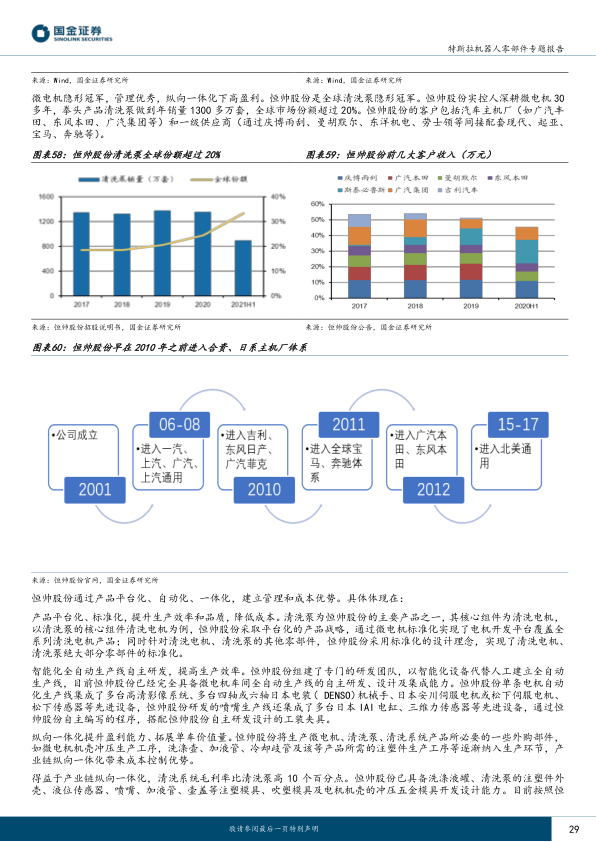 国金证券
SINOLINK SECURITIES
特斯拉机器人零部件专题报告
来源：Wind，国金证券研究所
来源：Wind，国金证券研究所
微电机隐形冠军，管理优秀，纵向一体化下高盈利。恒帅股份是全球清洗泵隐形冠军。恒帅股份实控人深耕微电机 30
多年，拳头产品清洗泵做到年销量 1300 多万套，全球市场份额超过 20%。恒帅股份的客户包括汽车主机厂（如广汽丰
田、东风本田、广汽集团等）和一级供应商（通过庆博雨刮、曼胡默尔、东洋机电、劳士顿等间接配套现代、起亚、
宝马、奔驰等）。
图表58：恒帅股份清洗泵全球份额超过 20%
图表59：恒帅股份前几大客户收入（万元）
清洗泵销量（万套）
全球份额
1600
1200
800
400
0
40%
30%
20%
10%
0%
2017
2018
2019
2020
2021H1
庆博雨刮
广汽本田
曼胡默尔
东风本田
斯泰必鲁斯
广汽集团
吉利汽车
60%
50%
40%
30%
20%
10%
0%
2017
2018
2019
2020H1
来源：恒帅股份招股说明书，国金证券研究所
来源：恒帅股份公告，国金证券研究所
图表60：恒帅股份早在 2010 年之前进入合资、日系主机厂体系
•公司成立
2001
06-08
•进入一汽、
上汽、广汽、
上汽通用
•进入吉利、
东风日产、
广汽菲克
2010
2011
•进入全球宝
马、奔驰体
系
•进入广汽本
田、东风本
田
2012
15-17
•进入北美通
用
来源：恒帅股份官网，国金证券研究所
恒帅股份通过产品平台化、自动化、一体化，建立管理和成本优势。具体体现在：
产品平台化、标准化，提升生产效率和品质，降低成本。清洗泵为恒帅股份的主要产品之一，其核心组件为清洗电机，
以清洗泵的核心组件清洗电机为例，恒帅股份采取平台化的产品战略，通过微电机标准化实现了电机开发平台覆盖全
系列清洗电机产品；同时针对清洗电机、清洗泵的其他零部件，恒帅股份采用标准化的设计理念，实现了清洗电机、
清洗泵绝大部分零部件的标准化。
智能化全自动生产线自主研发，提高生产效率。恒帅股份组建了专门的研发团队，以智能化设备代替人工建立全自动
生产线，目前恒帅股份已经完全具备微电机车间全自动生产线的自主研发、设计及集成能力。恒帅股份单条电机自动
化生产线集成了多台高清影像系统、多台四轴或六轴日本电装( DENSO)机械手、日本安川伺服电机或松下伺服电机、
松下传感器等先进设备，恒帅股份研发的喷嘴生产线还集成了多台日本 IAI 电缸、三维力传感器等先进设备，通过恒
帅股份自主编写的程序，搭配恒帅股份自主研发设计的工装夹具。
纵向一体化提升盈利能力、拓展单车价值量。恒帅股份将生产微电机、清洗泵、清洗系统产品所必要的一些外购部件，
如微电机机壳冲压生产工序，洗涤壶、加液管、冷却歧管及该等产品所需的注塑件生产工序等逐渐纳入生产环节，产
业链纵向一体化带来成本控制优势。
得益于产业链纵向一体化，清洗系统毛利率比清洗泵高 10 个百分点。恒帅股份已具备洗涤液罐、清洗泵的注塑件外
壳、液位传感器、喷嘴、加液管、壶盖等注塑模具、吹塑模具及电机机壳的冲压五金模具开发设计能力。目前按照恒
敬请参阅最后一页特别声明
29